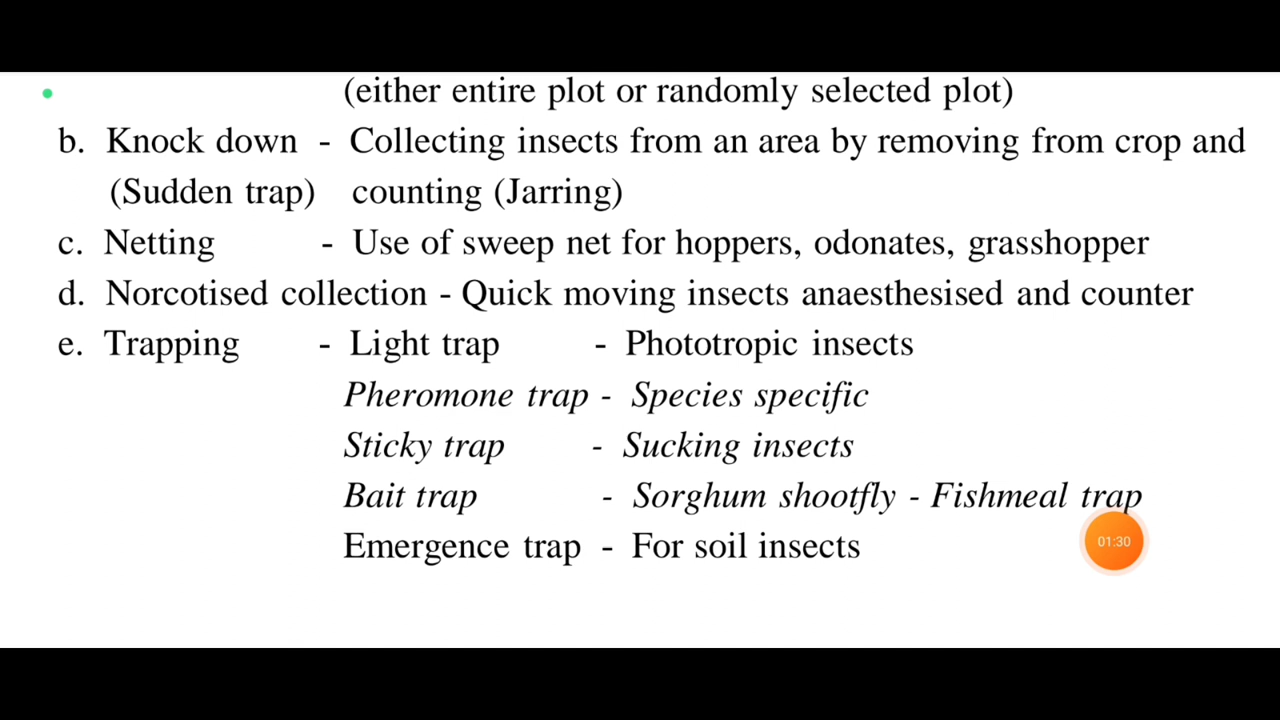 (either entire plot or randomly selected plot)
b. Knock down - Collecting insects from an area by removing from crop and
(Sudden trap) counting (Jarring)
c. Netting - Use of sweep net for hoppers, odonates, grasshopper
d. Norcotised collection - Quick moving insects anaesthesised and counter
e. Trapping - Light trap - Phototropic insects
Pheromone trap - Species specific
Sticky trap - Sucking insects
Bait trap - Sorghum shootfly - Fishmeal trap
Emergence trap - For soil insects
01:30